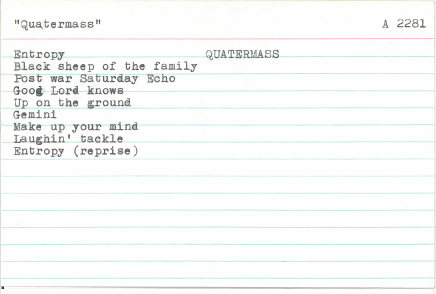 "Quatermass" A 2281
Entropy QUATERMASS
Black sheep of the family
Post war Saturday Echo
Good Lord knows
Up on the ground
Gemini
Make up your mind
Laughin' tackle
Entropy (reprise)